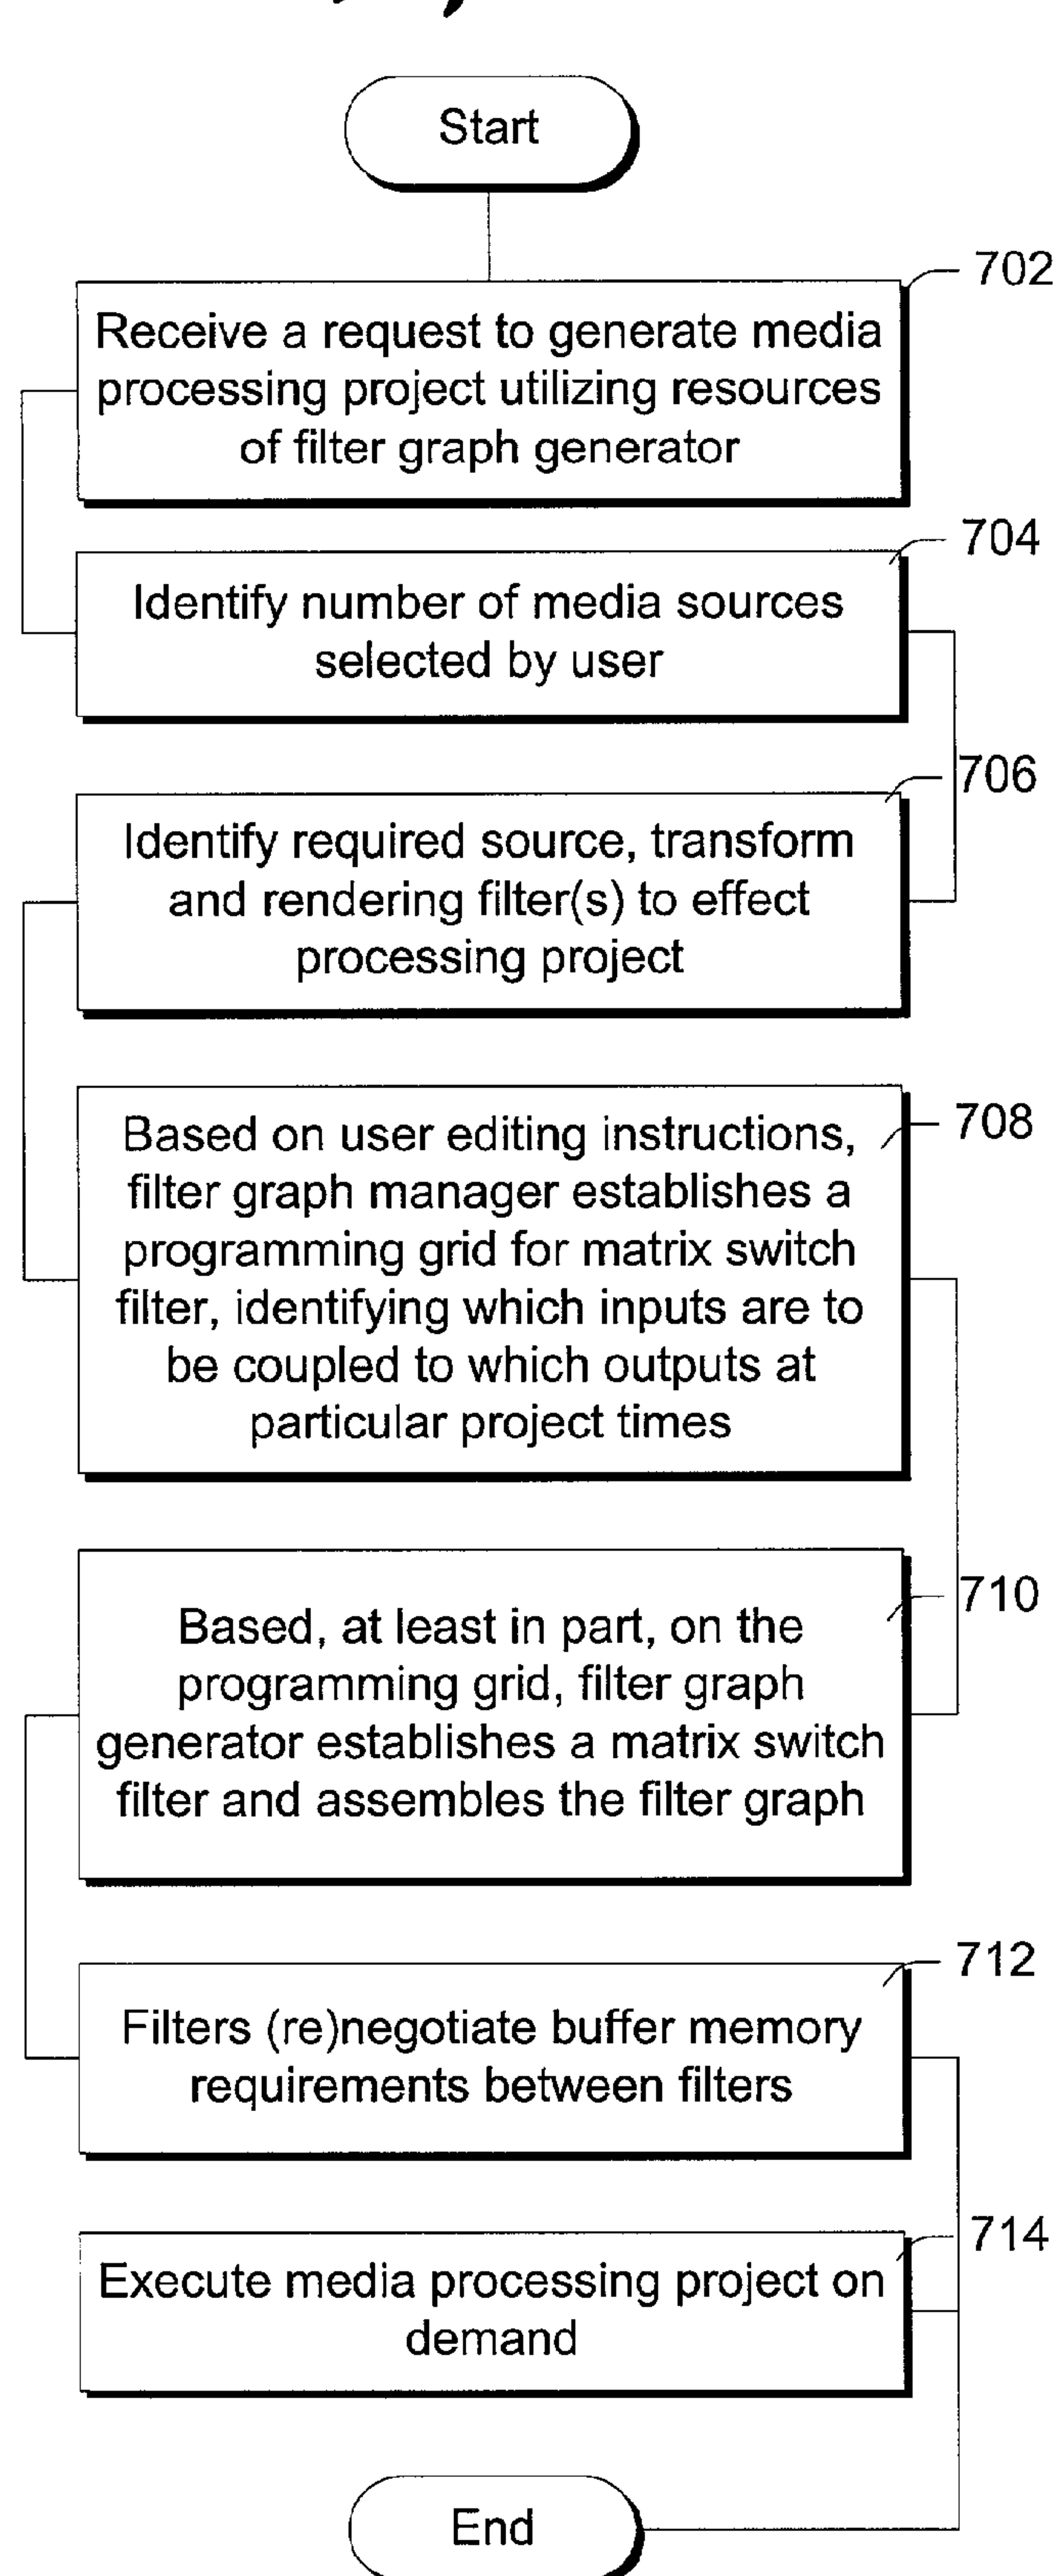 Start
702
Receive a request to generate media
processing project utilizing resources
of filter graph generator
704
Identify number of media sources
selected by user
706
Identify required source, transform
and rendering filter(s) to effect
processing project
708
Based on user editing instructions,
filter graph manager establishes a
programming grid for matrix switch
filter, identifying which inputs are to
be coupled to which outputs at
particular project times
710
Based, at least in part, on the
programming grid, filter graph
generator establishes a matrix switch
filter and assembles the filter graph
712
Filters (re)negotiate buffer memory
requirements between filters
714
Execute media processing project on
demand
End